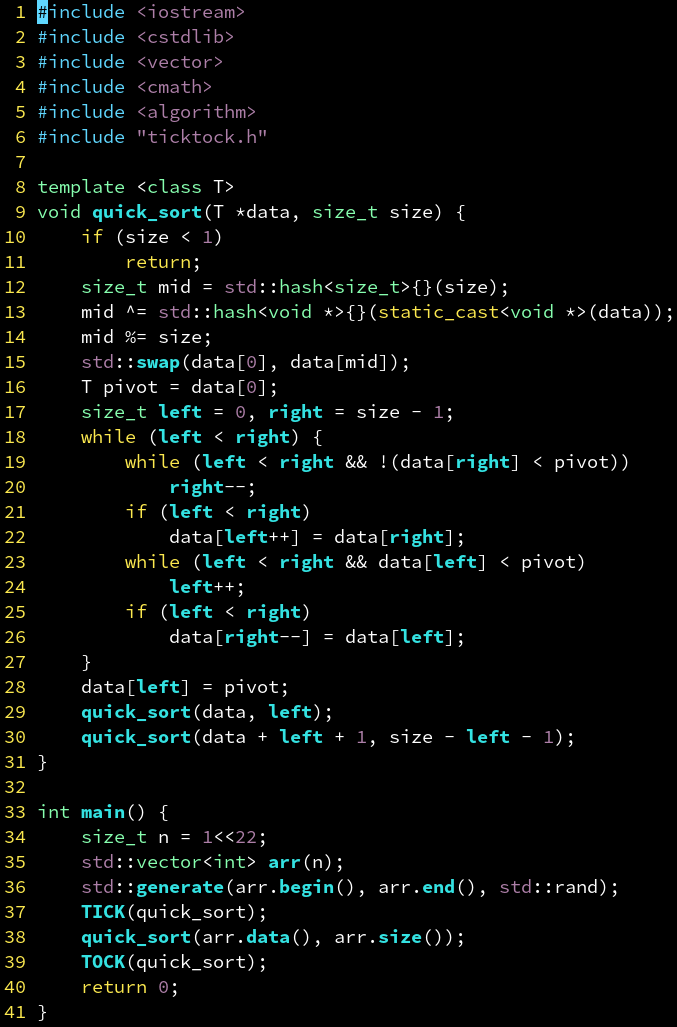 1 #include <iostream>
2 #include <cstdlib>
3 #include <vector>
4 #include <cmath>
5 #include <algorithm>
6 #include "ticktock.h"
7
8 template <class T>
9 void quick_sort(T *data, size_t size) {
10     if (size < 1)
11         return;
12     size_t mid = std::hash<size_t>{}(size);
13     mid ^= std::hash<void *>{}(static_cast<void *>(data));
14     mid %= size;
15     std::swap(data[0], data[mid]);
16     T pivot = data[0];
17     size_t left = 0, right = size - 1;
18     while (left < right) {
19         while (left < right && !(data[right] < pivot))
20             right--;
21         if (left < right)
22             data[left++] = data[right];
23         while (left < right && data[left] < pivot)
24             left++;
25         if (left < right)
26             data[right--] = data[left];
27     }
28     data[left] = pivot;
29     quick_sort(data, left);
30     quick_sort(data + left + 1, size - left - 1);
31 }
32
33 int main() {
34     size_t n = 1<<22;
35     std::vector<int> arr(n);
36     std::generate(arr.begin(), arr.end(), std::rand);
37     TICK(quick_sort);
38     quick_sort(arr.data(), arr.size());
39     TOCK(quick_sort);
40     return 0;
41 }